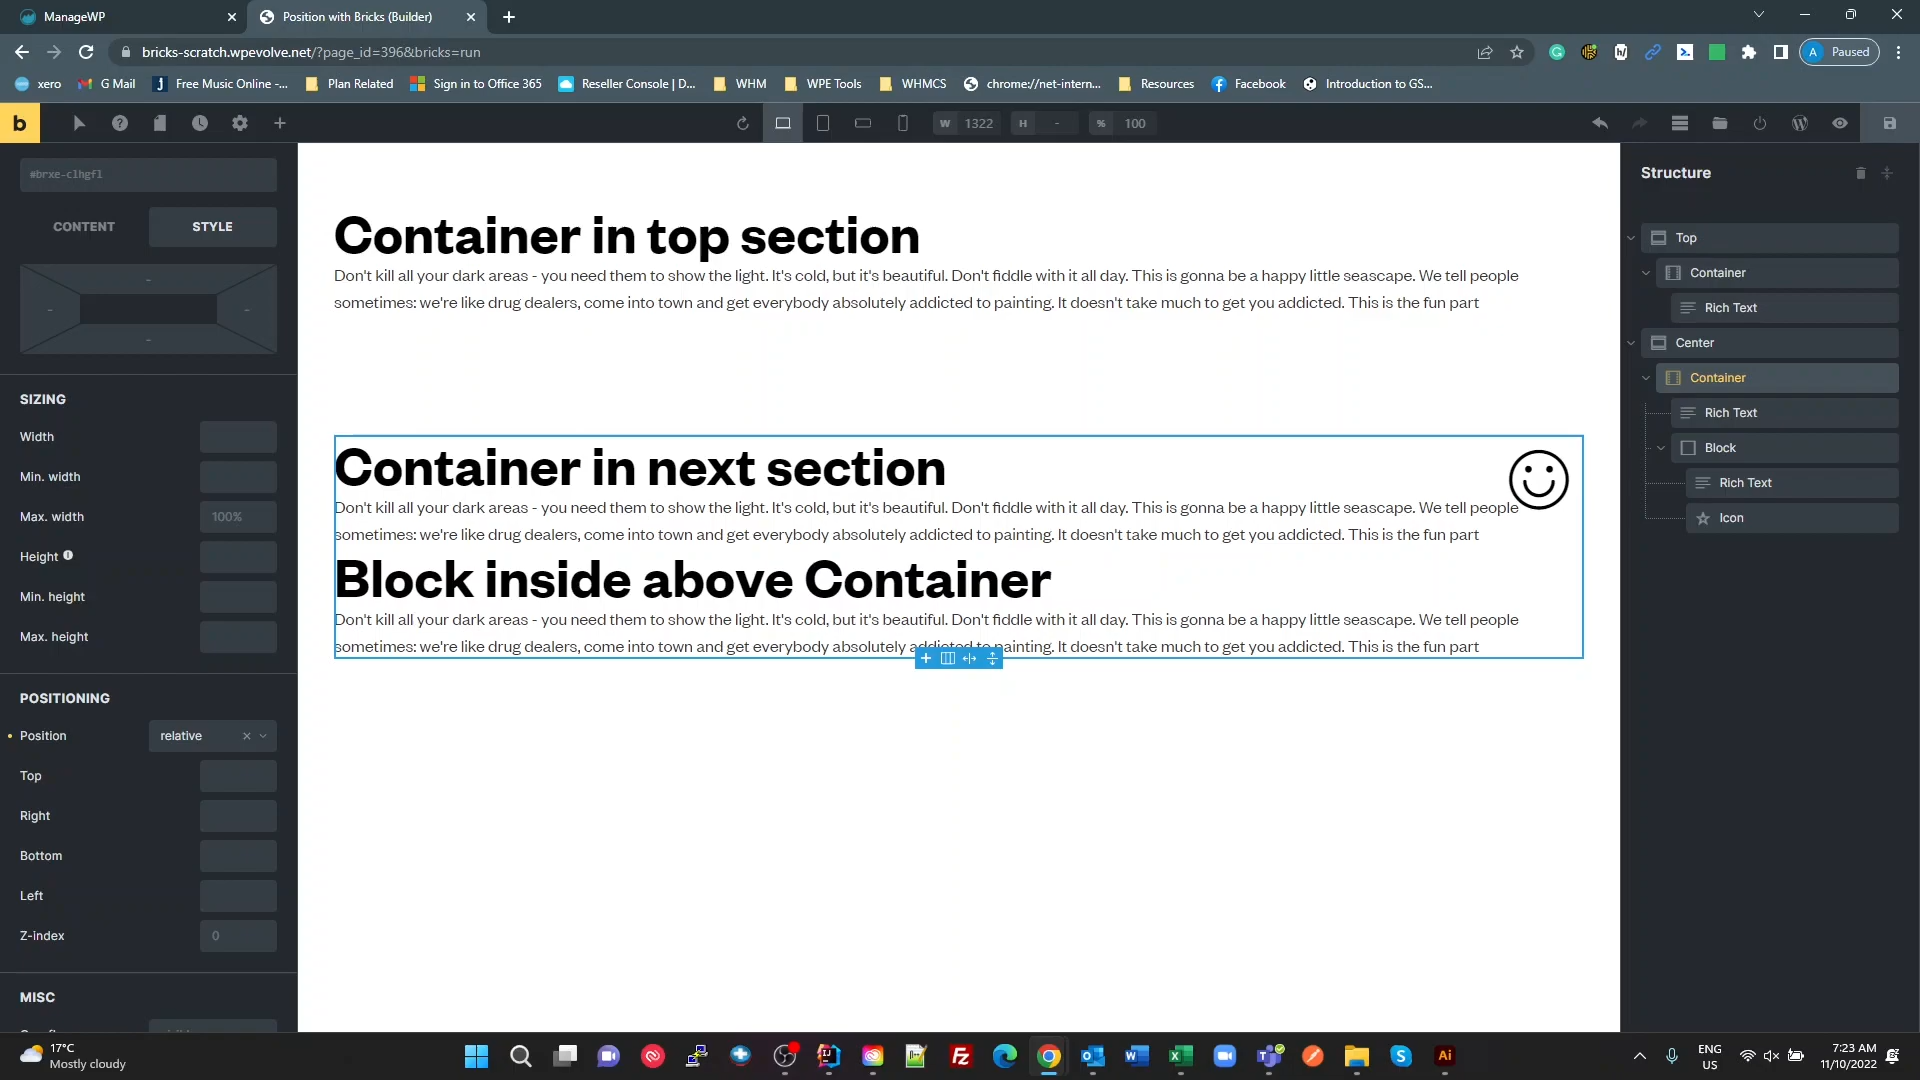 ManageWP
Position with Bricks (Builder)
bricks-scratch.wpevolve.net/?page_id=396&bricks=run
Paused
xero
G Mail
Free Music Online -...
Plan Related
Sign in to Office 365
Reseller Console | D...
WHM
WPE Tools
WHMCS
chrome://net-intern...
Resources
Facebook
Introduction to GS...
b
W 1322
H -
% 100
#brxe-clhgfl
CONTENT
STYLE
SIZING
Width
Min. width
Max. width 100%
Height
Min. height
Max. height
POSITIONING
Position relative
Top 100%
Right
Bottom
Left
Z-index 0
MISC
Container in top section
Don't kill all your dark areas - you need them to show the light. It's cold, but it's beautiful. Don't fiddle with it all day. This is gonna be a happy little seascape. We tell people
sometimes: we're like drug dealers, come into town and get everybody absolutely addicted to painting. It doesn't take much to get you addicted. This is the fun part
Container in next section
Don't kill all your dark areas - you need them to show the light. It's cold, but it's beautiful. Don't fiddle with it all day. This is gonna be a happy little seascape. We tell people
sometimes: we're like drug dealers, come into town and get everybody absolutely addicted to painting. It doesn't take much to get you addicted. This is the fun part
Block inside above Container
Don't kill all your dark areas - you need them to show the light. It's cold, but it's beautiful. Don't fiddle with it all day. This is gonna be a happy little seascape. We tell people
sometimes: we're like drug dealers, come into town and get everybody absolutely addicted to painting. It doesn't take much to get you addicted. This is the fun part
Structure
Top
Container
Rich Text
Center
Container
Rich Text
Block
Rich Text
Icon
17°C
Mostly cloudy
ENG
US
7:23 AM
11/10/2022